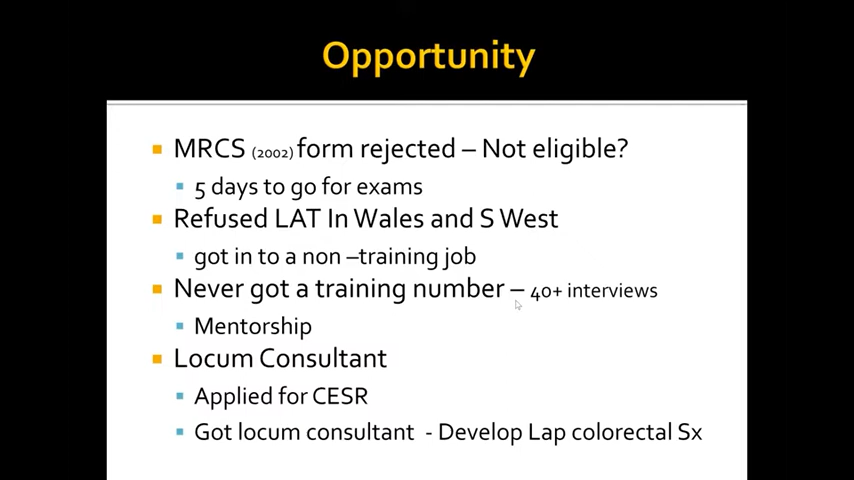 Opportunity
MRCS (2002) form rejected – Not eligible?
5 days to go for exams
Refused LAT In Wales and S West
got in to a non –training job
Never got a training number – 40+ interviews
Mentorship
Locum Consultant
Applied for CESR
Got locum consultant - Develop Lap colorectal Sx